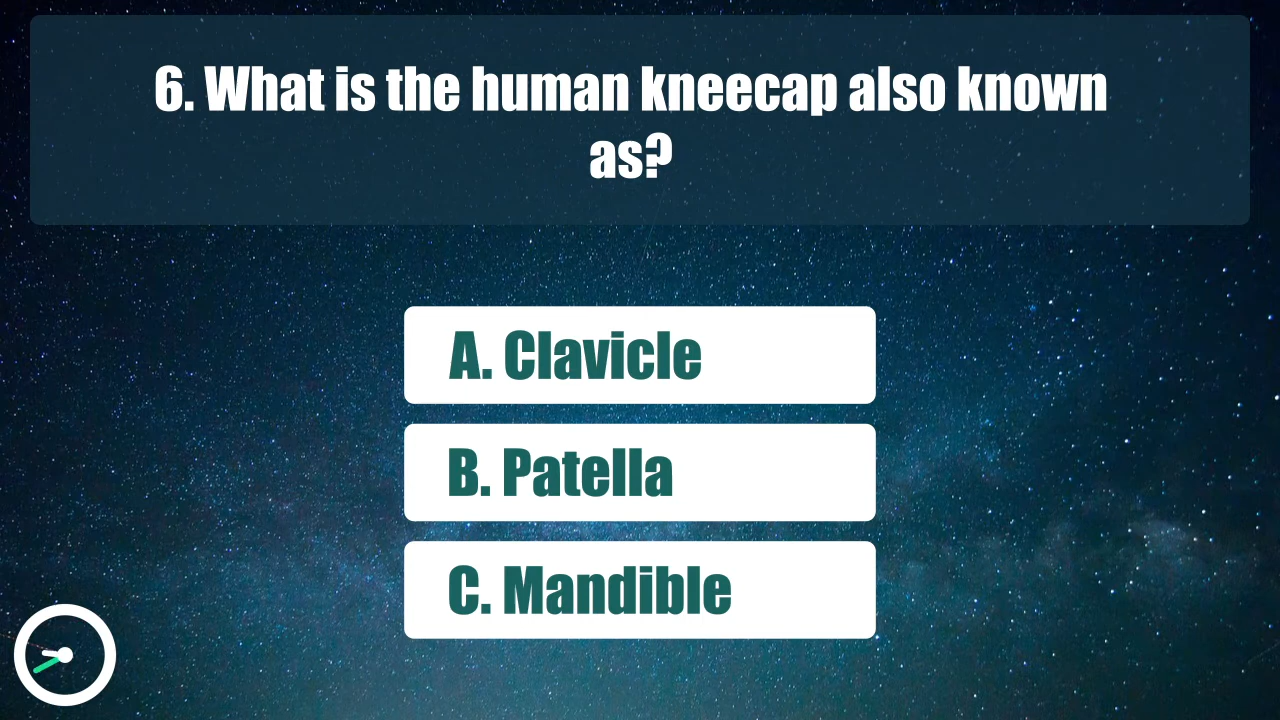 6. What is the human kneecap also known
as?
A. Clavicle
B. Patella
C. Mandible